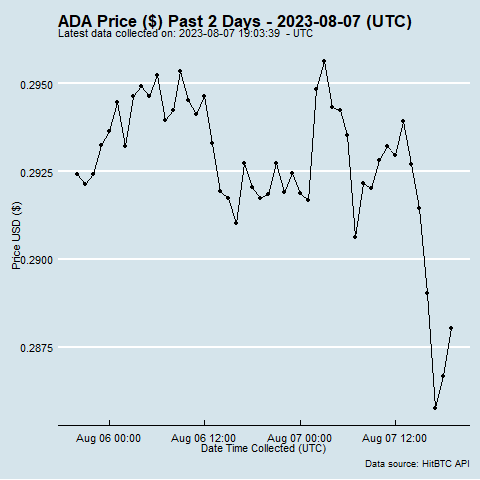 ADA Price ($) Past 2 Days - 2023-08-07 (UTC)
Latest data collected on: 2023-08-07 19:03:39  - UTC
0.2950
0.2925
0.2900
0.2875
Price USD ($)
Aug 06 00:00
Aug 06 12:00
Aug 07 00:00
Aug 07 12:00
Date Time Collected (UTC)
Data source: HitBTC API